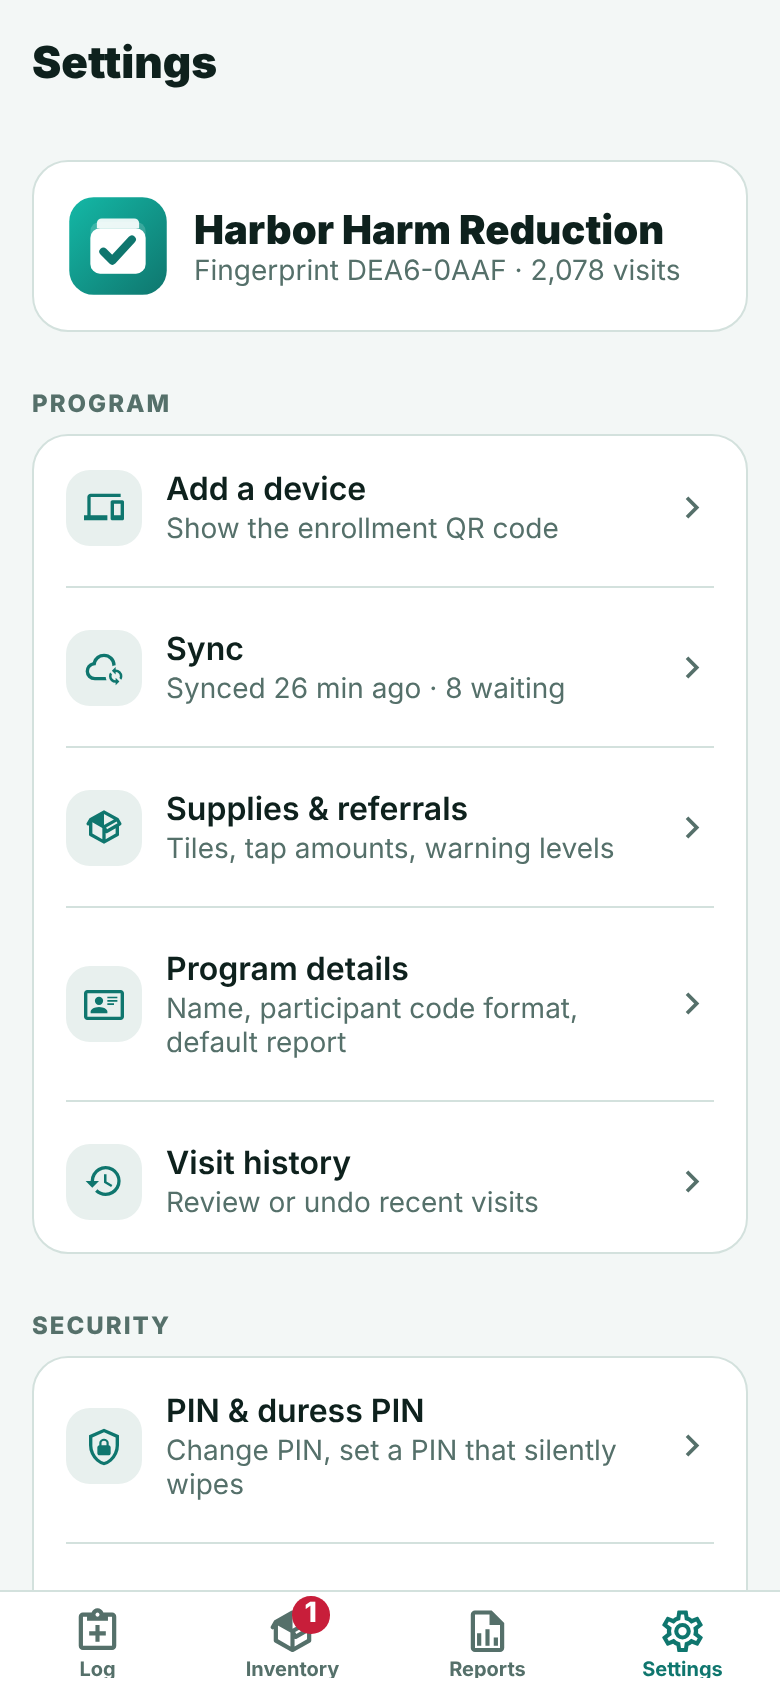 Settings
Harbor Harm Reduction
Fingerprint DEA6-0AAF · 2,078 visits
PROGRAM
Add a device
Show the enrollment QR code
Sync
Synced 26 min ago · 8 waiting
Supplies & referrals
Tiles, tap amounts, warning levels
Program details
Name, participant code format,
default report
Visit history
Review or undo recent visits
SECURITY
PIN & duress PIN
Change PIN, set a PIN that silently
wipes
1
Log
Inventory
Reports
Settings